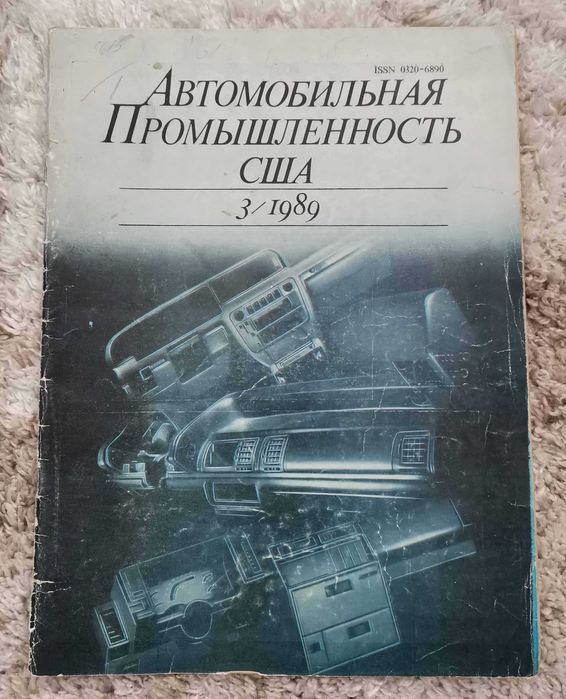 ISSN 0320-6890
АВТОМОБИЛЬНАЯ
ПРОМЫШЛЕННОСТЬ
США
3/1989